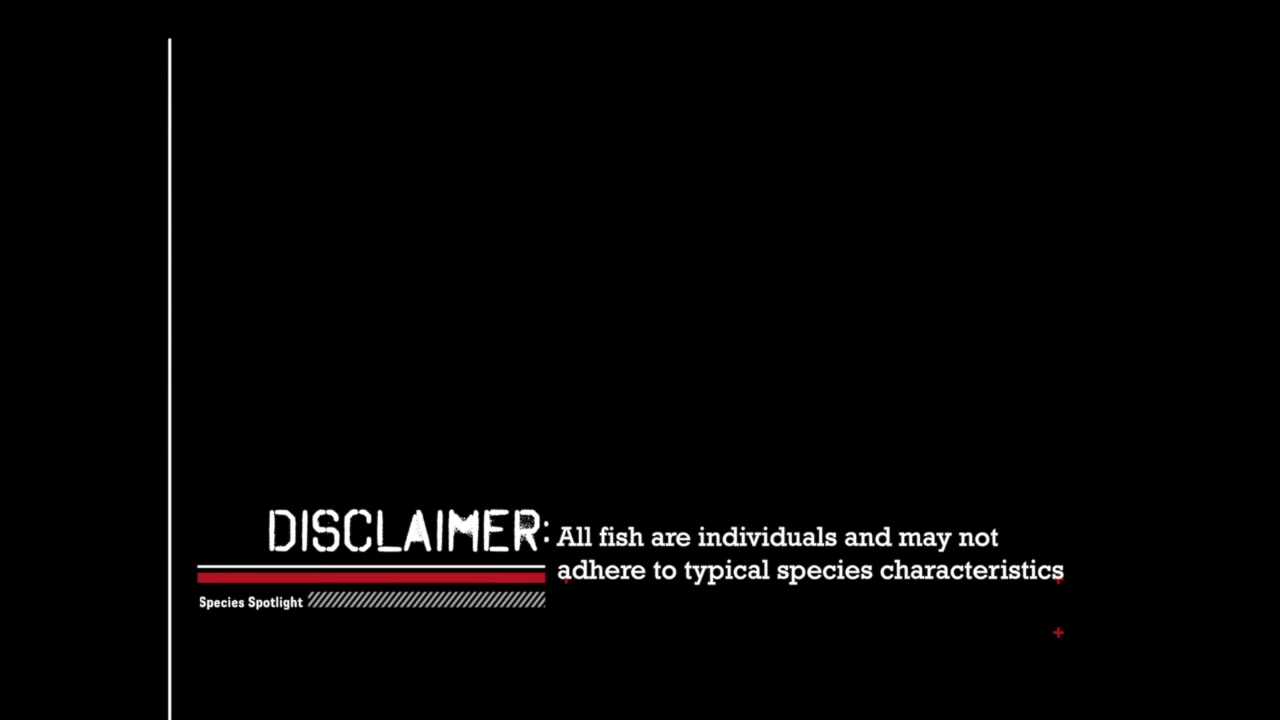 DISCLAIMER:
All fish are individuals and may not
adhere to typical species characteristics
Species Spotlight